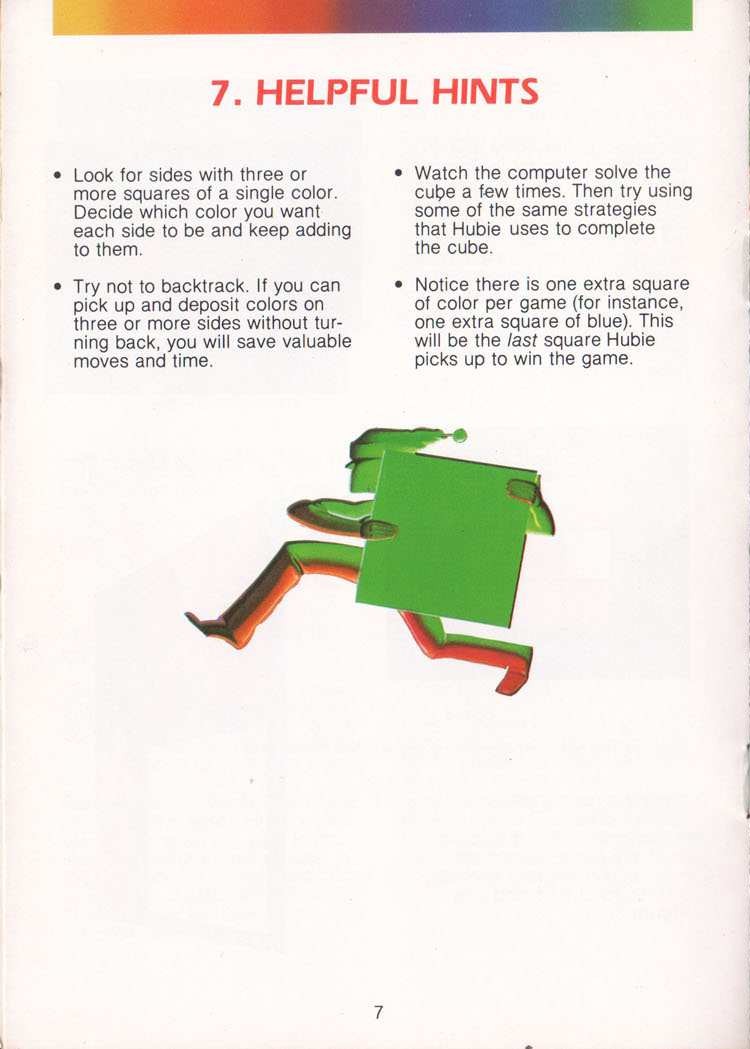 7. HELPFUL HINTS
• Look for sides with three or
more squares of a single color.
Decide which color you want
each side to be and keep adding
to them.
• Try not to backtrack. If you can
pick up and deposit colors on
three or more sides without tur-
ning back, you will save valuable
moves and time.
• Watch the computer solve the
cube a few times. Then try using
some of the same strategies
that Hubie uses to complete
the cube.
• Notice there is one extra square
of color per game (for instance,
one extra square of blue). This
will be the last square Hubie
picks up to win the game.
7